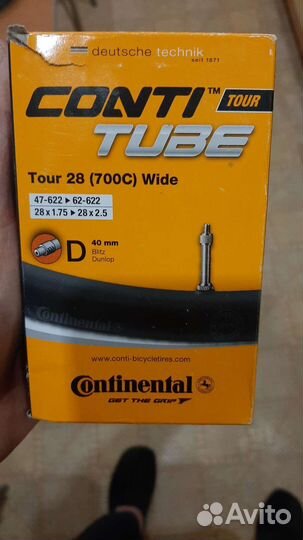 deutsche technik
seit 1871
CONTI™ TOUR
TUBE
Tour 28 (700C) Wide
47-622 ▸ 62-622
28 x 1.75 ▸ 28 x 2.5
D 40 mm
Blitz
Dunlop
www.conti-bicycletires.com
Continental
GET THE GRIP
Avito